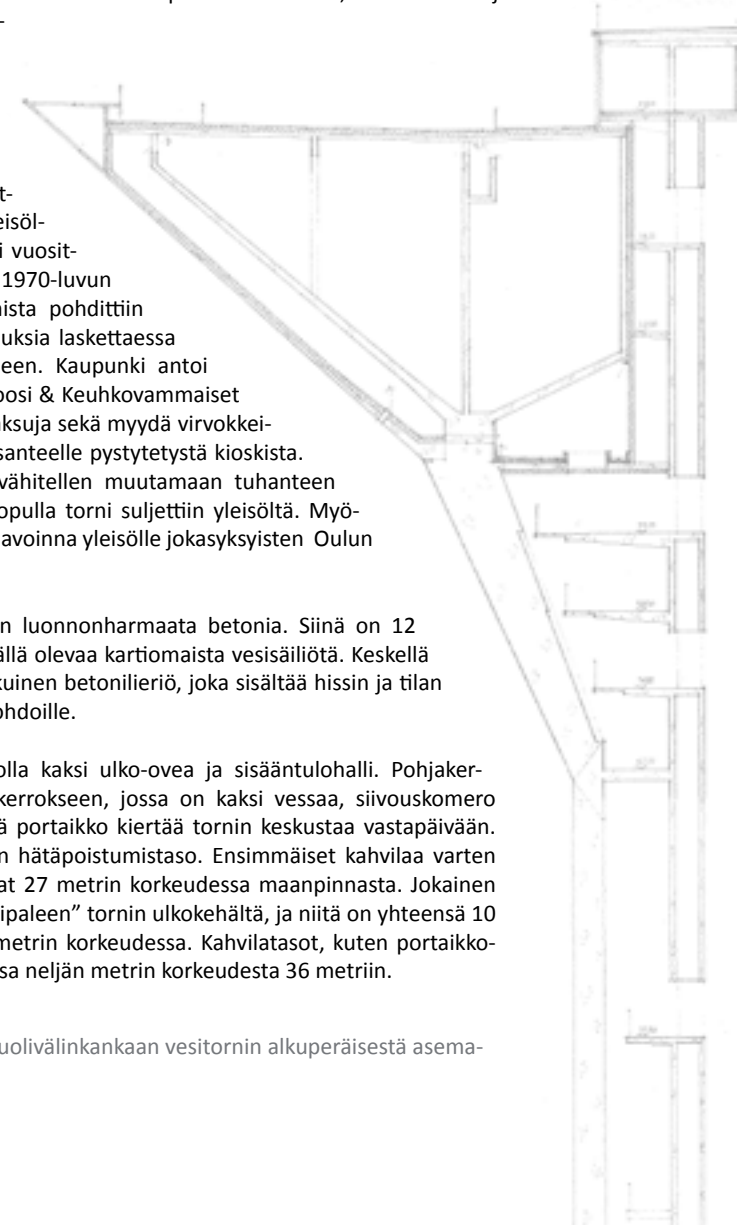 -
t-
eisöl-
i vuosit-
1970-luvun
ista pohdittiin
uksia laskettaessa
een. Kaupunki antoi
oosi & Keuhkovammaiset
ksuja sekä myydä virvokkei-
santeelle pystytetystä kioskista.
vähitellen muutamaan tuhanteen
opulla torni suljettiin yleisöltä. Myö-
avoinna yleisölle jokasyksyisten Oulun
n luonnonharmaata betonia. Siinä on 12
ällä olevaa kartiomaista vesisäiliötä. Keskellä
kuinen betonilieriö, joka sisältää hissin ja tilan
ohdoille.
olla kaksi ulko-ovea ja sisääntulohalli. Pohjaker-
kerrokseen, jossa on kaksi vessaa, siivouskomero
ä portaikko kiertää tornin keskustaa vastapäivään.
n hätäpoistumistaso. Ensimmäiset kahvilaa varten
at 27 metrin korkeudessa maanpinnasta. Jokainen
ipaleen” tornin ulkokehältä, ja niitä on yhteensä 10
metrin korkeudessa. Kahvilatasot, kuten portaikko-
sa neljän metrin korkeudesta 36 metriin.
uolivälinkankaan vesitornin alkuperäisestä asema-